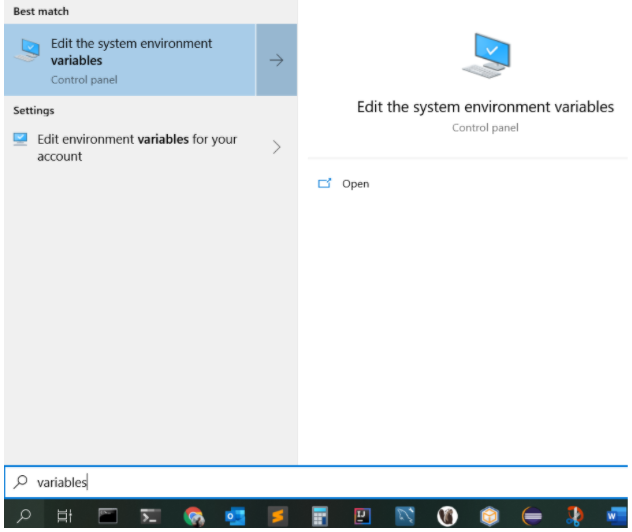 Best match
Edit the system environment
variables
Control panel
Settings
Edit environment variables for your
account
Edit the system environment variables
Control panel
Open
variables